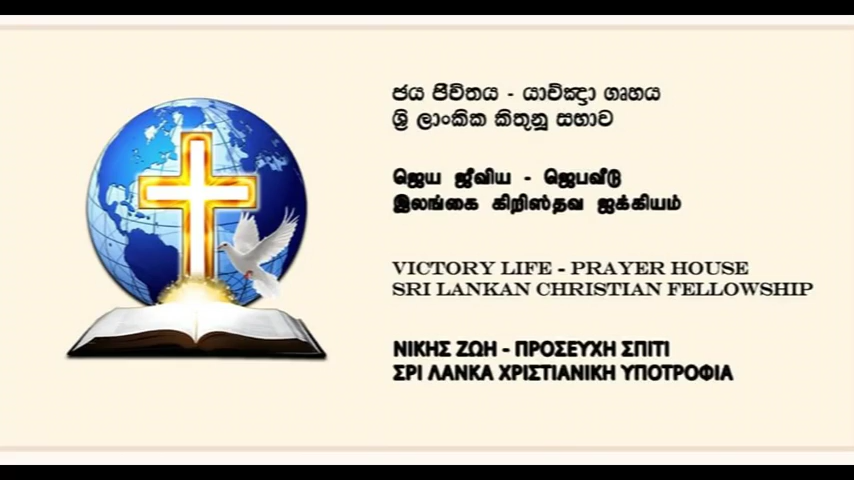 ජය ජීවිතය - යාච්ඤා ගෘහය
ශ්‍රි ලාංකික කිතුනු සභාව
ஜெய ஜீவிய - ஜெபவீடு
இலங்கை கிறிஸ்தவ ஐக்கியம்
VICTORY LIFE - PRAYER HOUSE
SRI LANKAN CHRISTIAN FELLOWSHIP
ΝΙΚΗΣ ΖΩΗ - ΠΡΟΣΕΥΧΗ ΣΠΙΤΙ
ΣΡΙ ΛΑΝΚΑ ΧΡΙΣΤΙΑΝΙΚΗ ΥΠΟΤΡΟΦΙΑ